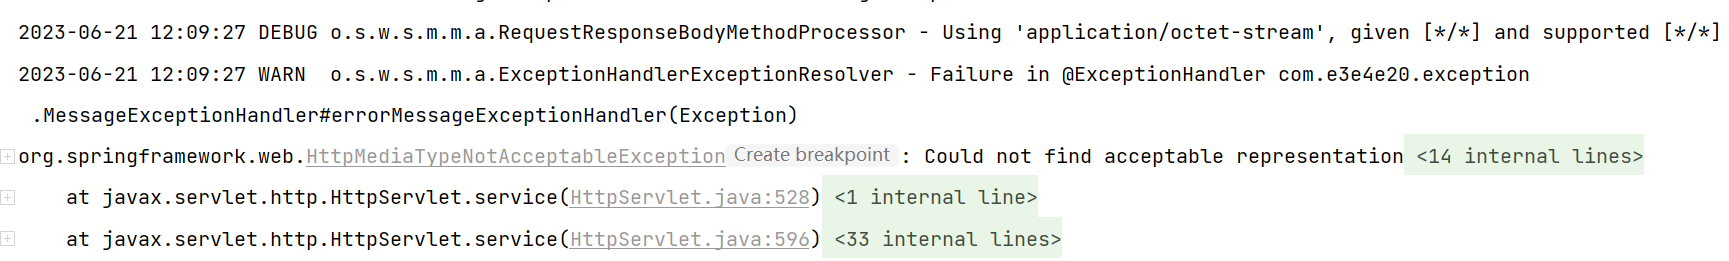 2023-06-21 12:09:27 DEBUG o.s.w.s.m.m.a.RequestResponseBodyMethodProcessor - Using 'application/octet-stream', given [*/*] and supported [*/*]
2023-06-21 12:09:27 WARN  o.s.w.s.m.m.a.ExceptionHandlerExceptionResolver - Failure in @ExceptionHandler com.e3e4e20.exception
.MessageExceptionHandler#errorMessageExceptionHandler(Exception)
org.springframework.web.HttpMediaTypeNotAcceptableException Create breakpoint : Could not find acceptable representation <14 internal lines>
at javax.servlet.http.HttpServlet.service(HttpServlet.java:528) <1 internal line>
at javax.servlet.http.HttpServlet.service(HttpServlet.java:596) <33 internal lines>